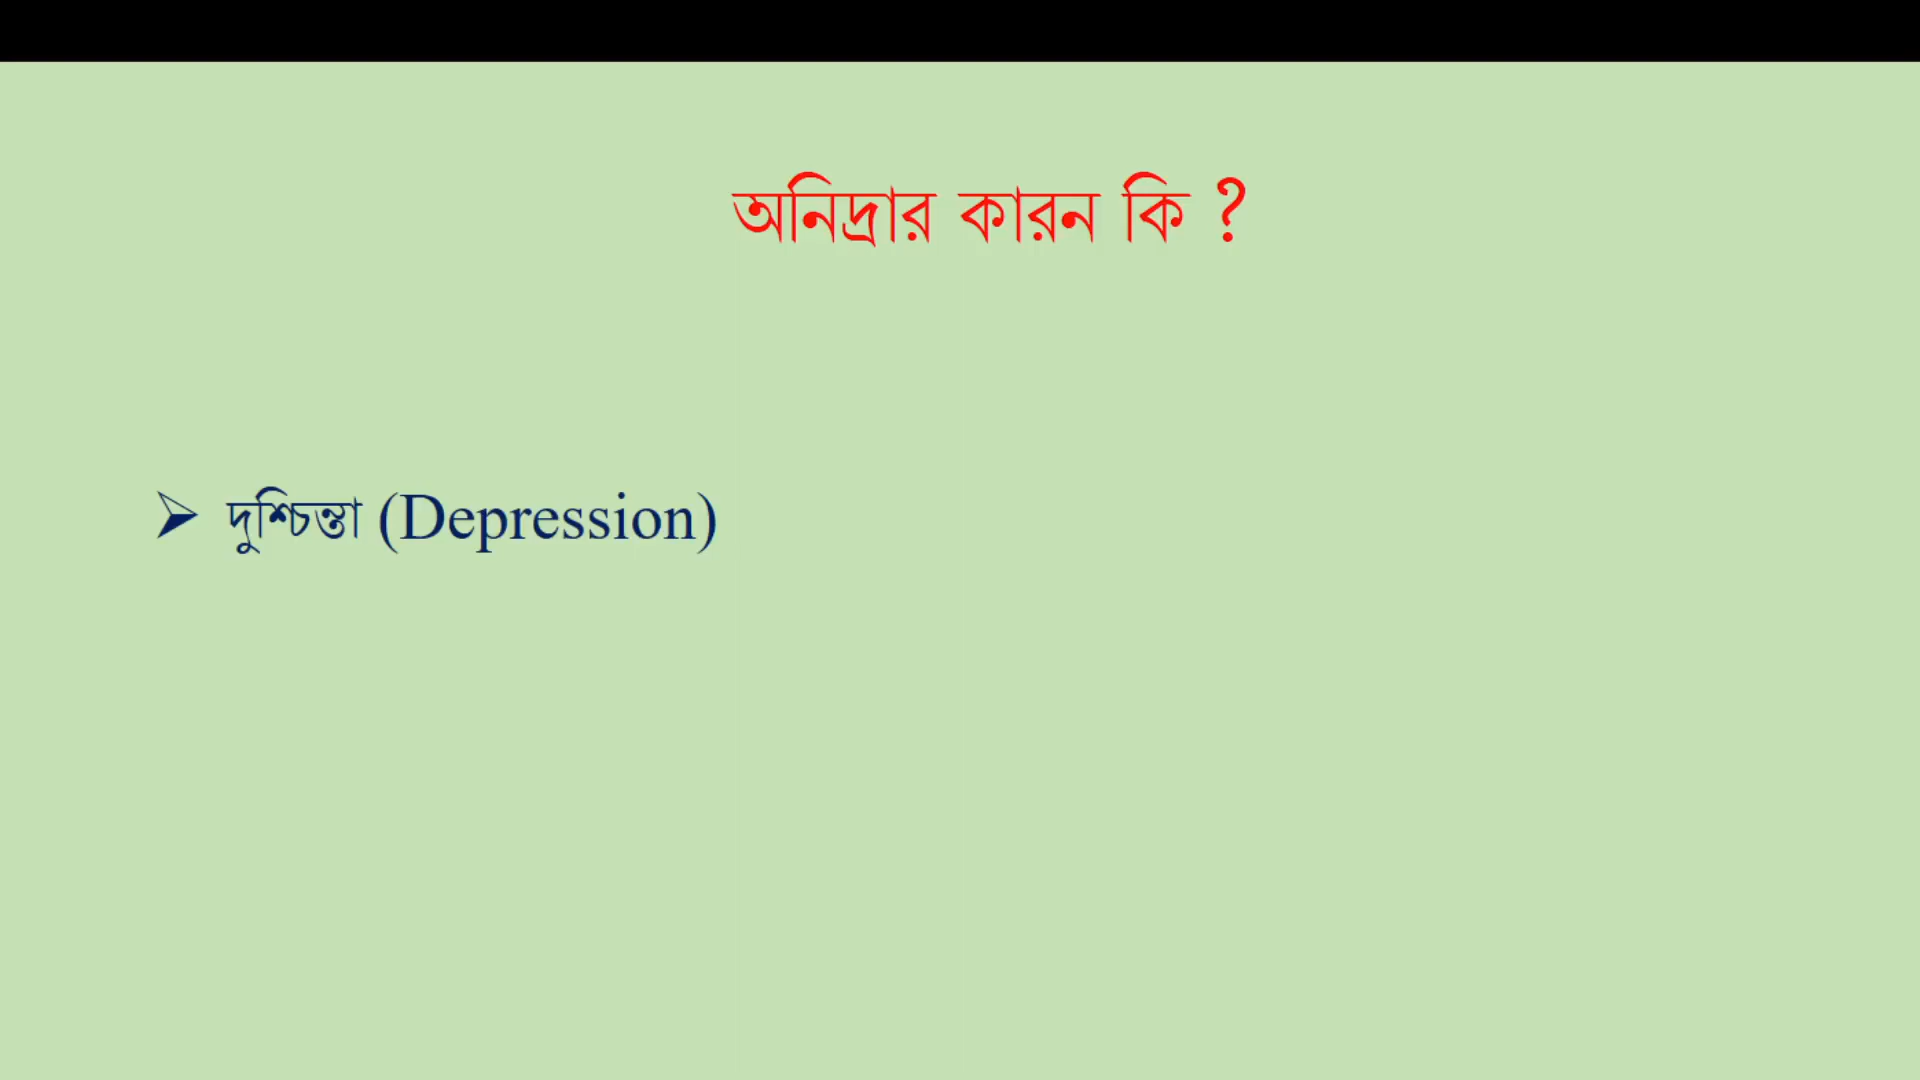 অনিদ্রার কারন কি ?
➢ দুশ্চিন্তা (Depression)